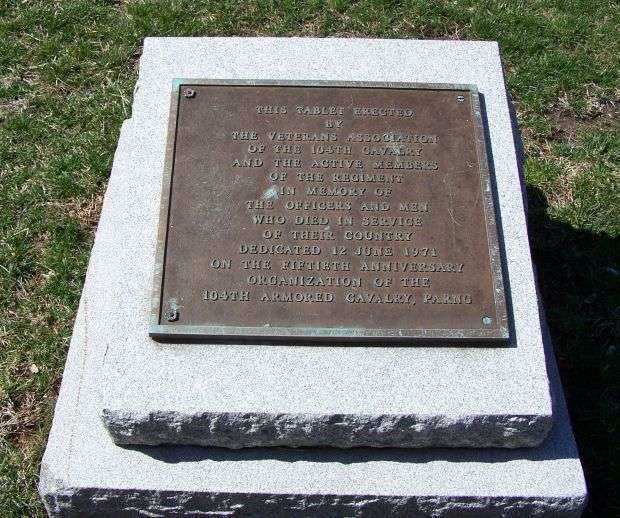 THIS TABLET ERECTED
BY
THE VETERANS ASSOCIATION
OF THE 104TH CAVALRY
AND THE ACTIVE MEMBERS
OF THE REGIMENT
IN MEMORY OF
THE OFFICERS AND MEN
WHO DIED IN SERVICE
OF THEIR COUNTRY
DEDICATED 12 JUNE 1971
ON THE FIFTIETH ANNIVERSARY
ORGANIZATION OF THE
104TH ARMORED CAVALRY, PARNG